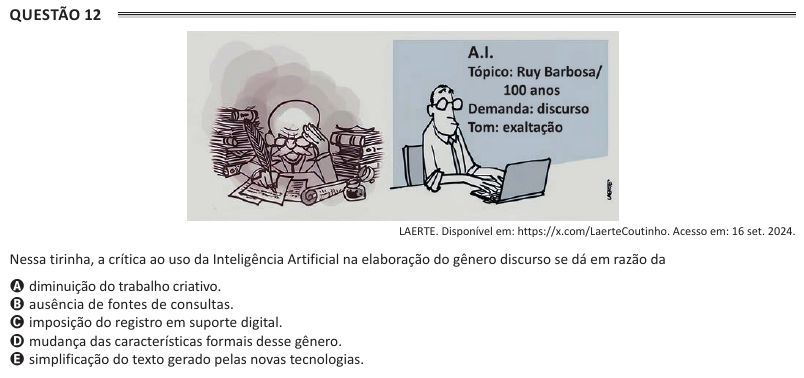 QUESTÃO 12
A.I.
Tópico: Ruy Barbosa/
100 anos
Demanda: discurso
Tom: exaltação
LAERTE
LAERTE. Disponível em: https://x.com/LaerteCoutinho. Acesso em: 16 set. 2024.
Nessa tirinha, a crítica ao uso da Inteligência Artificial na elaboração do gênero discurso se dá em razão da
A diminuição do trabalho criativo.
B ausência de fontes de consultas.
C imposição do registro em suporte digital.
D mudança das características formais desse gênero.
E simplificação do texto gerado pelas novas tecnologias.